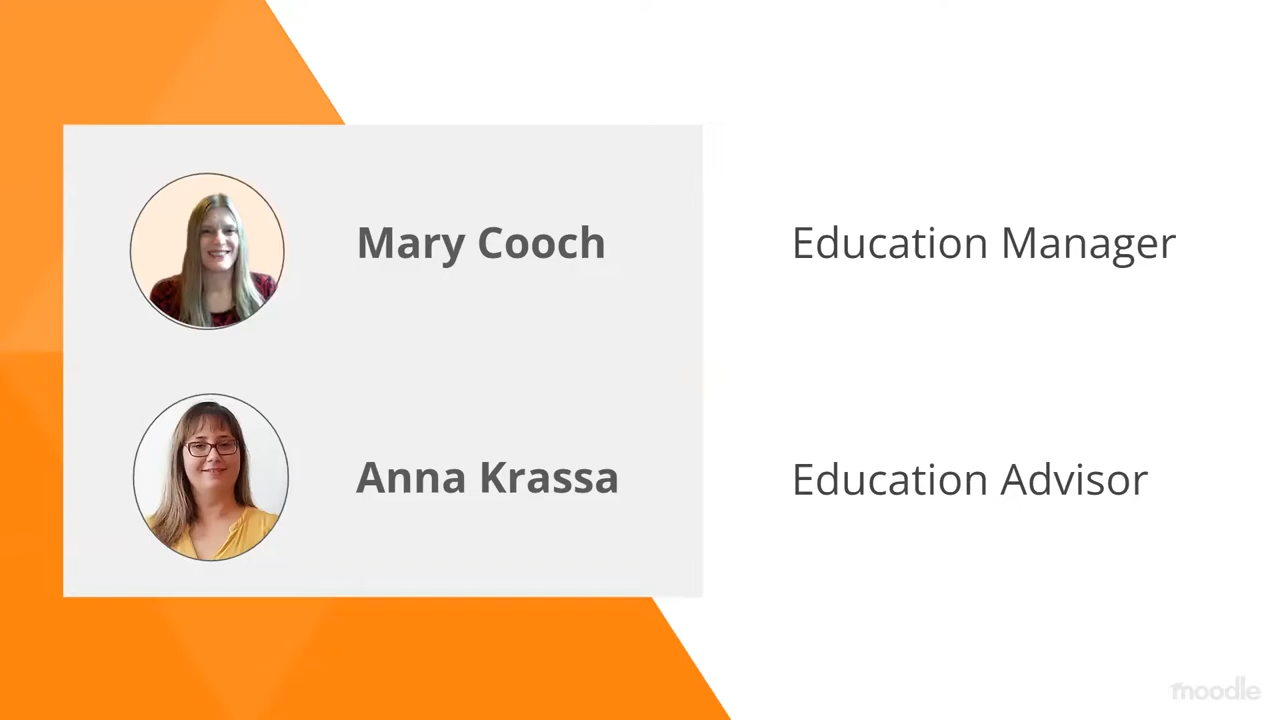 Mary Cooch
Education Manager
Anna Krassa
Education Advisor
moodle